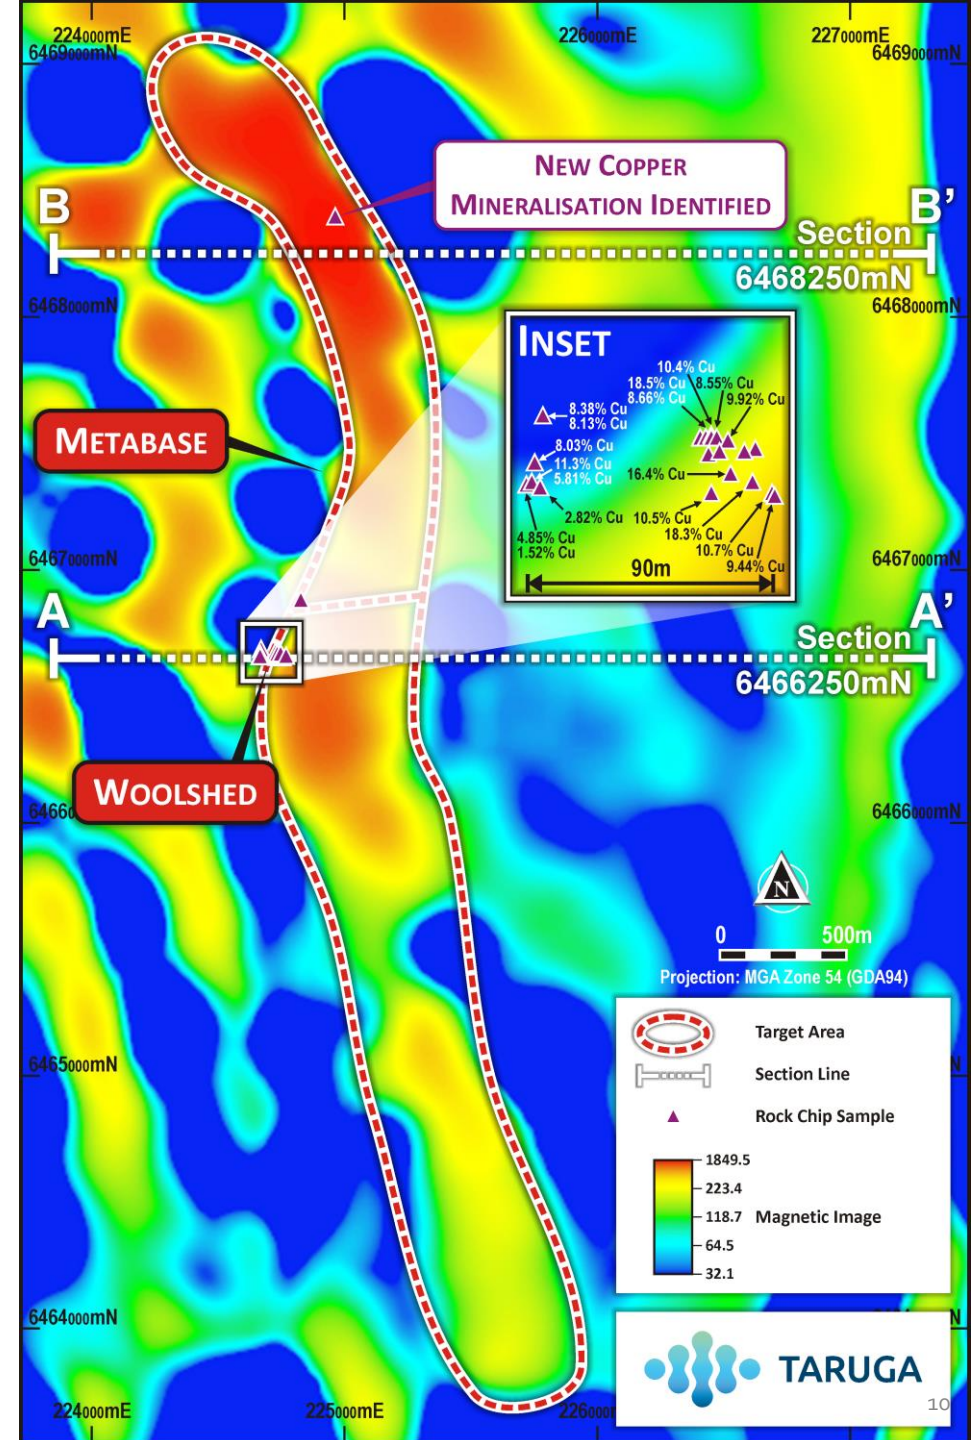 224000mE
226000mE
227000mE
6469000mN
6469000mN
NEW COPPER
MINERALISATION IDENTIFIED
B
B’
Section
6468250mN
6468000mN
6468000mN
INSET
10.4% Cu
18.5% Cu
8.55% Cu
8.66% Cu
9.92% Cu
8.38% Cu
8.13% Cu
8.03% Cu
11.3% Cu
5.81% Cu
16.4% Cu
2.82% Cu
10.5% Cu
4.85% Cu
1.52% Cu
18.3% Cu
10.7% Cu
9.44% Cu
90m
METABASE
6467000mN
6467000mN
A
A’
Section
6466250mN
WOOLSHED
6466000mN
N
0
500m
Projection: MGA Zone 54 (GDA94)
Target Area
Section Line
Rock Chip Sample
1849.5
223.4
118.7
64.5
32.1
Magnetic Image
6465000mN
6464000mN
N
TARUGA
10
224000mE
225000mE